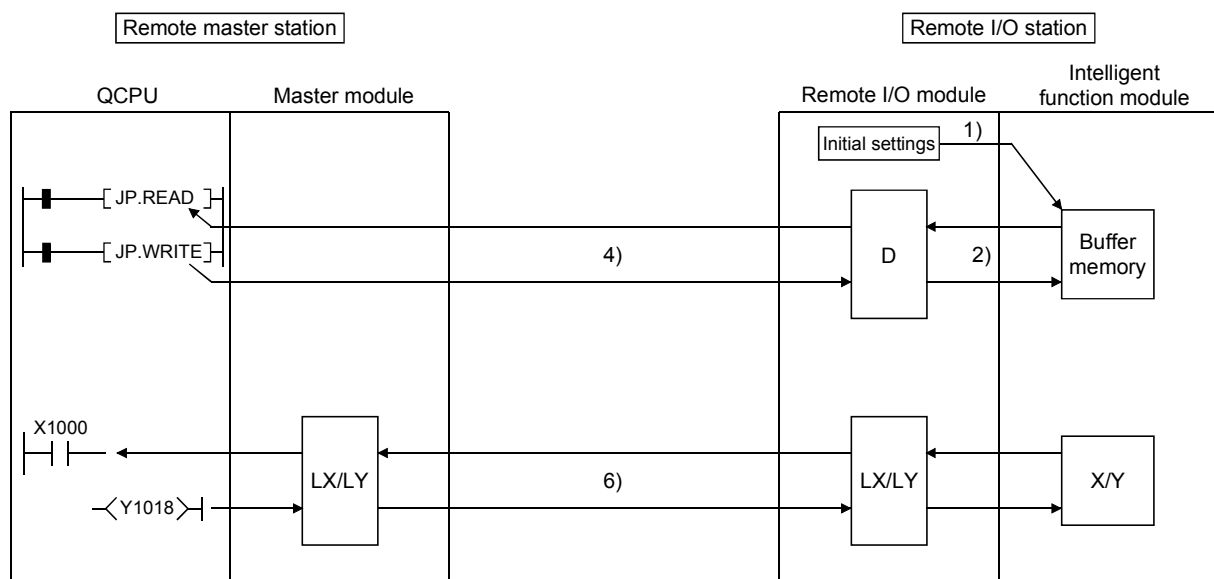 Remote master station
Remote I/O station
QCPU
Master module
Remote I/O module
Intelligent
function module
Initial settings
1)
JP.READ
JP.WRITE
4)
D
2)
Buffer
memory
X1000
Y1018
LX/LY
6)
LX/LY
X/Y